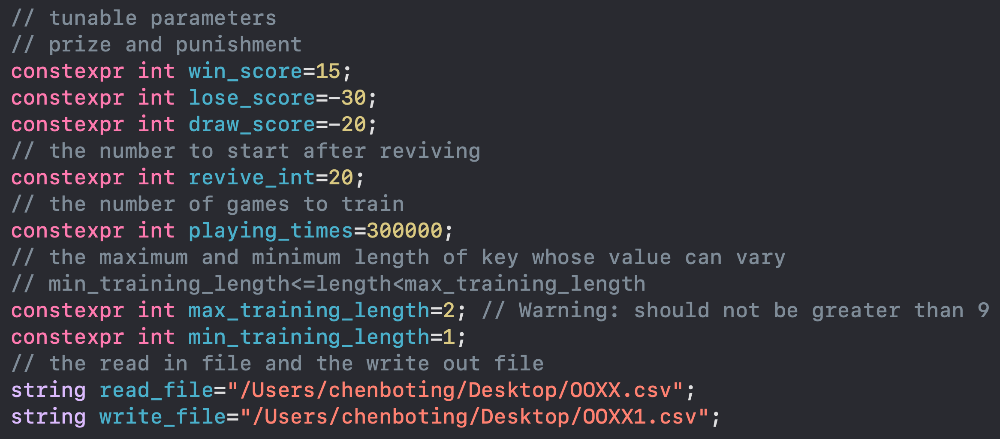 // tunable parameters
// prize and punishment
constexpr int win_score=15;
constexpr int lose_score=-30;
constexpr int draw_score=-20;
// the number to start after reviving
constexpr int revive_int=20;
// the number of games to train
constexpr int playing_times=300000;
// the maximum and minimum length of key whose value can vary
// min_training_length<=length<max_training_length
constexpr int max_training_length=2; // Warning: should not be greater than 9
constexpr int min_training_length=1;
// the read in file and the write out file
string read_file="/Users/chenboting/Desktop/OOXX.csv";
string write_file="/Users/chenboting/Desktop/OOXX1.csv";